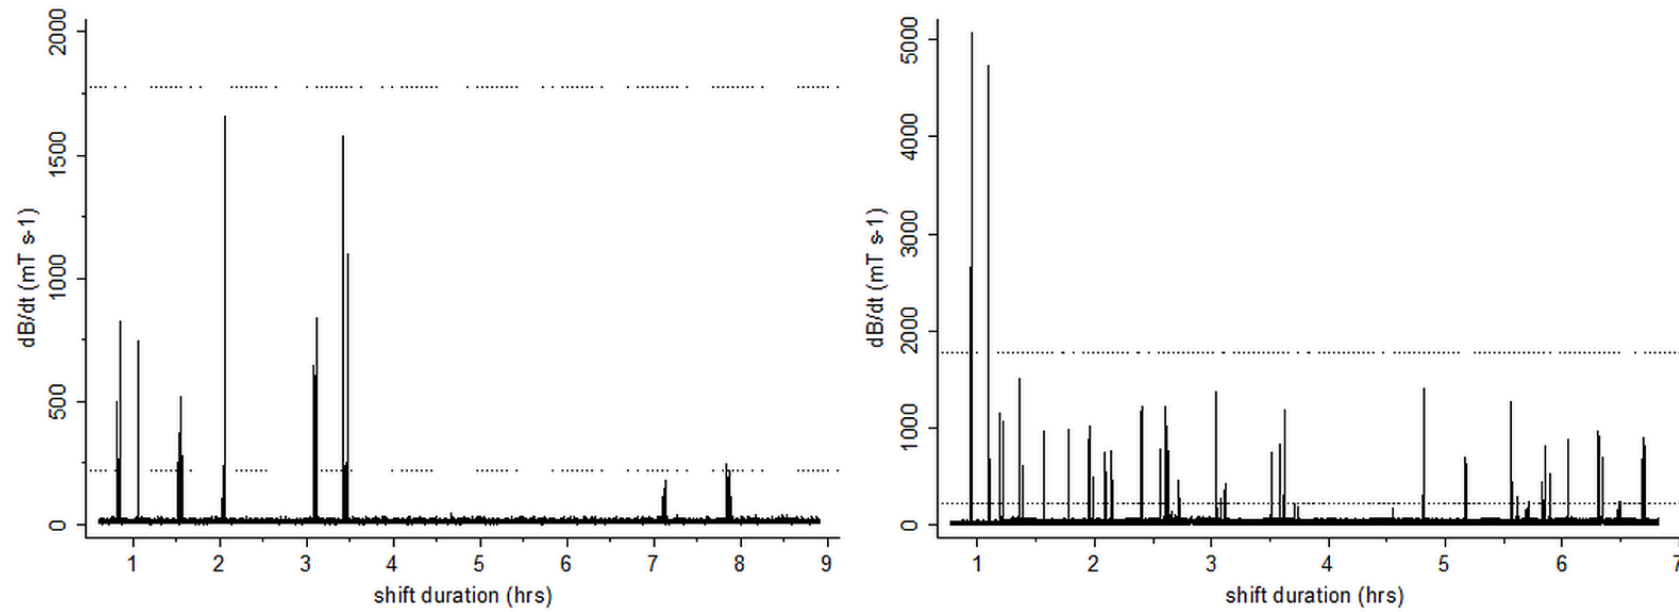 2000
1500
1000
500
0
dB/dt (mT s-1)
1 2 3 4 5 6 7 8 9
shift duration (hrs)
5000
4000
3000
2000
1000
0
dB/dt (mT s-1)
1 2 3 4 5 6 7
shift duration (hrs)